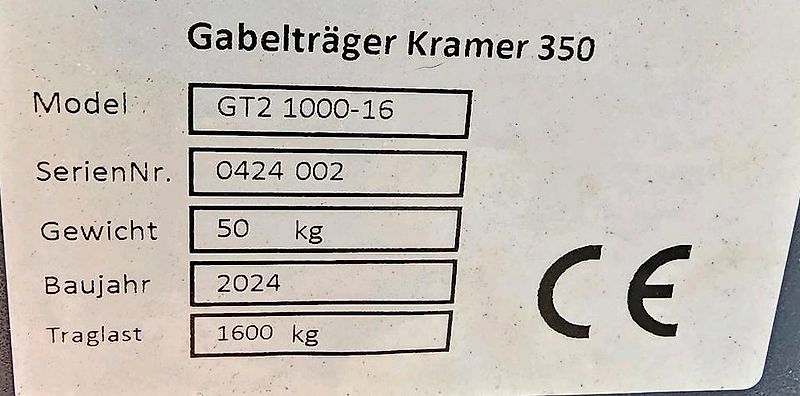 Gabelträger Kramer 350
Model GT2 1000-16
SerienNr. 0424 002
Gewicht 50 kg
Baujahr 2024
Traglast 1600 kg
CE